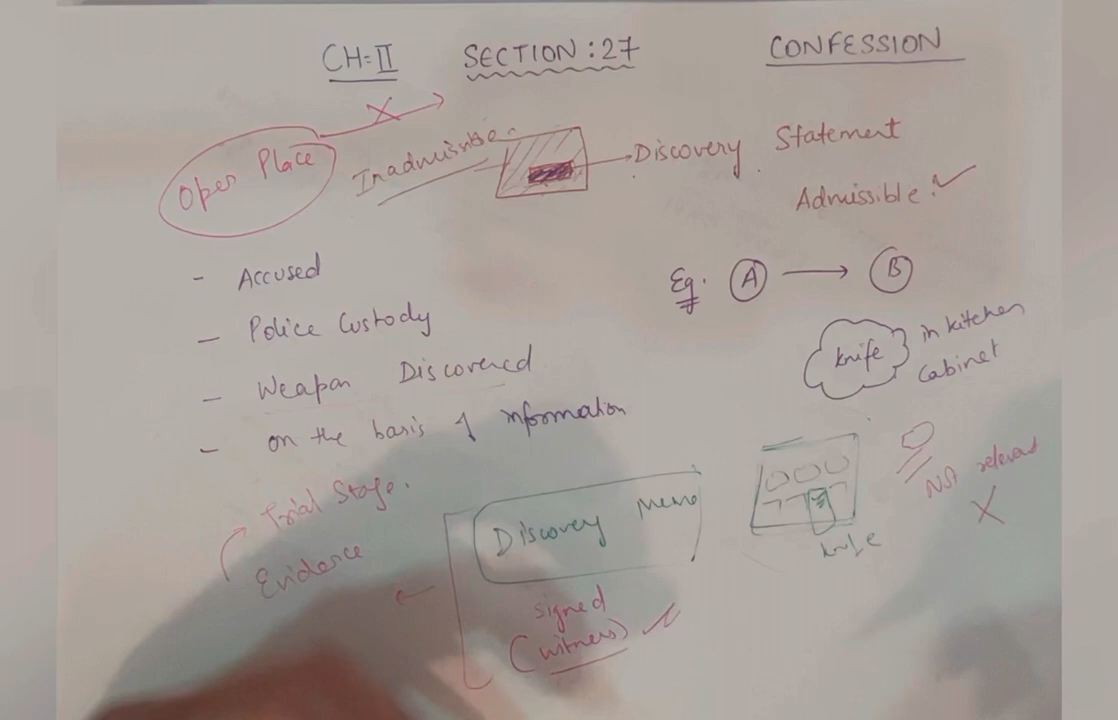 CH=II SECTION:27 CONFESSION
Open Place
Inadmissible
Discovery Statement
Admissible.
- Accused
- Police Custody
- Weapon Discovered
- on the basis of information
Eg. A → B
knife in kitchen
cabinet
knife
Not relevant
Trial Stage.
Evidence
Discovery Memo
signed
(witness)